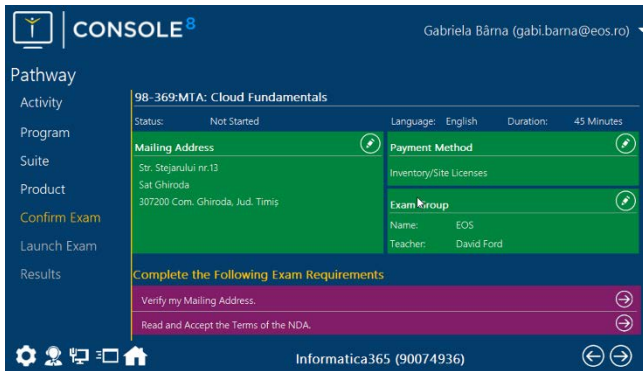 CONSOLE8
Gabriela Bârna (gabi.barna@eos.ro)
Pathway
Activity
Program
Suite
Product
Confirm Exam
Launch Exam
Results
98-369:MTA: Cloud Fundamentals
Status: Not Started
Language: English Duration: 45 Minutes
Mailing Address
Str. Stejarului nr.13
Sat Ghiroda
307200 Com. Ghiroda, Jud. Timiș
Payment Method
Inventory/Site Licenses
Exam Group
Name: EOS
Teacher: David Ford
Complete the Following Exam Requirements
Verify my Mailing Address.
Read and Accept the Terms of the NDA.
Informatica365 (90074936)